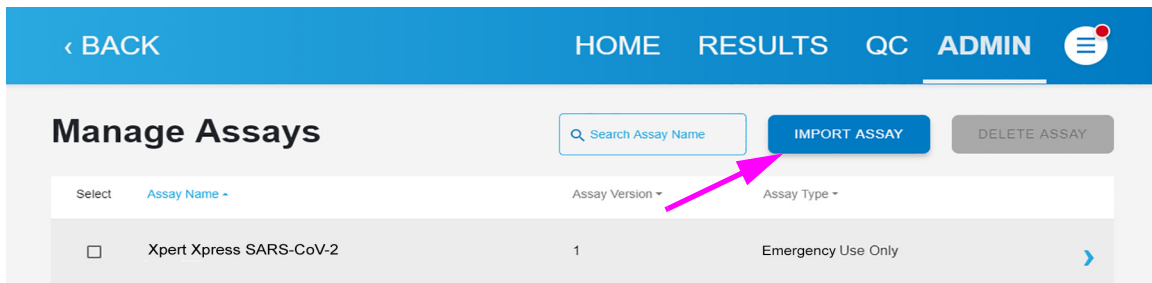 ‹ BACK HOME RESULTS QC ADMIN
Manage Assays Search Assay Name IMPORT ASSAY DELETE ASSAY
Select Assay Name Assay Version Assay Type
Xpert Xpress SARS-CoV-2 1 Emergency Use Only